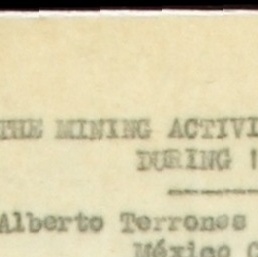 THE MINING ACTIVI
DURING
Alberto Terrones
México